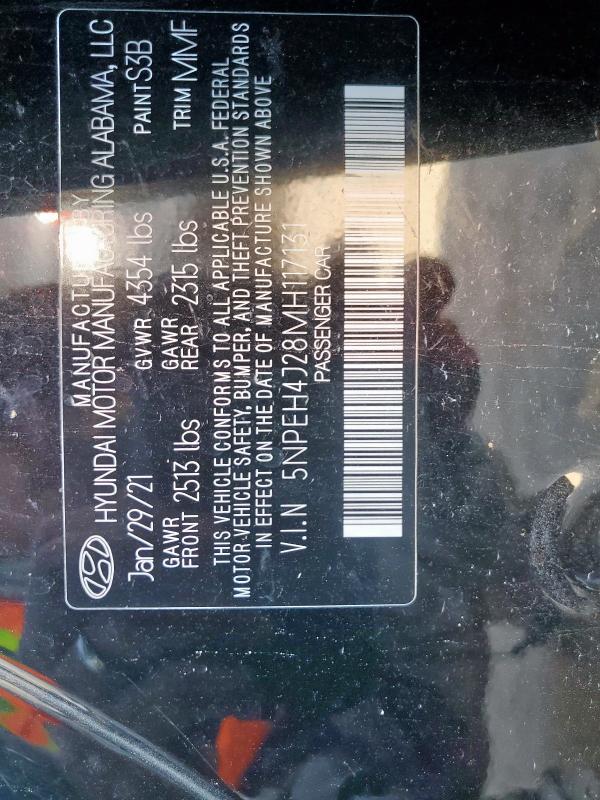 MANUFACTURED BY
HYUNDAI MOTOR MANUFACTURING ALABAMA, LLC
Jan/29/21 GVWR 4354 lbs PAINT S3B
GAWR FRONT 2513 lbs GAWR REAR 2315 lbs TRIM MMF
THIS VEHICLE CONFORMS TO ALL APPLICABLE U.S.A. FEDERAL
MOTOR VEHICLE SAFETY, BUMPER, AND THEFT PREVENTION STANDARDS
IN EFFECT ON THE DATE OF MANUFACTURE SHOWN ABOVE
V.I.N 5NPEH4J28MH117131
PASSENGER CAR